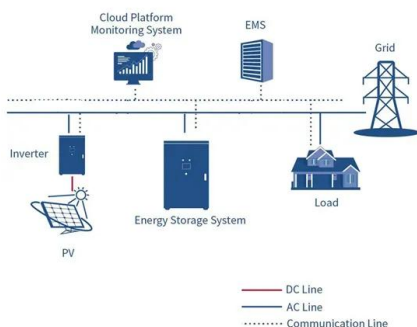 Cloud Platform
Monitoring System
EMS
Grid
Inverter
Energy Storage System
Load
PV
DC Line
AC Line
Communication Line